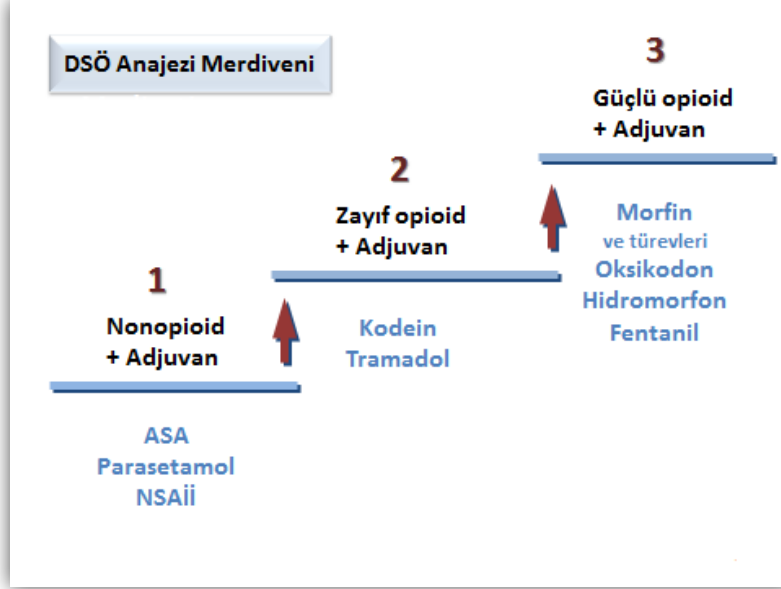 DSÖ Anajezi Merdiveni
1
Nonopioid
+ Adjuvan
ASA
Parasetamol
NSAİİ
2
Zayıf opioid
+ Adjuvan
Kodein
Tramadol
3
Güçlü opioid
+ Adjuvan
Morfin
ve türevleri
Oksikodon
Hidromorfon
Fentanil